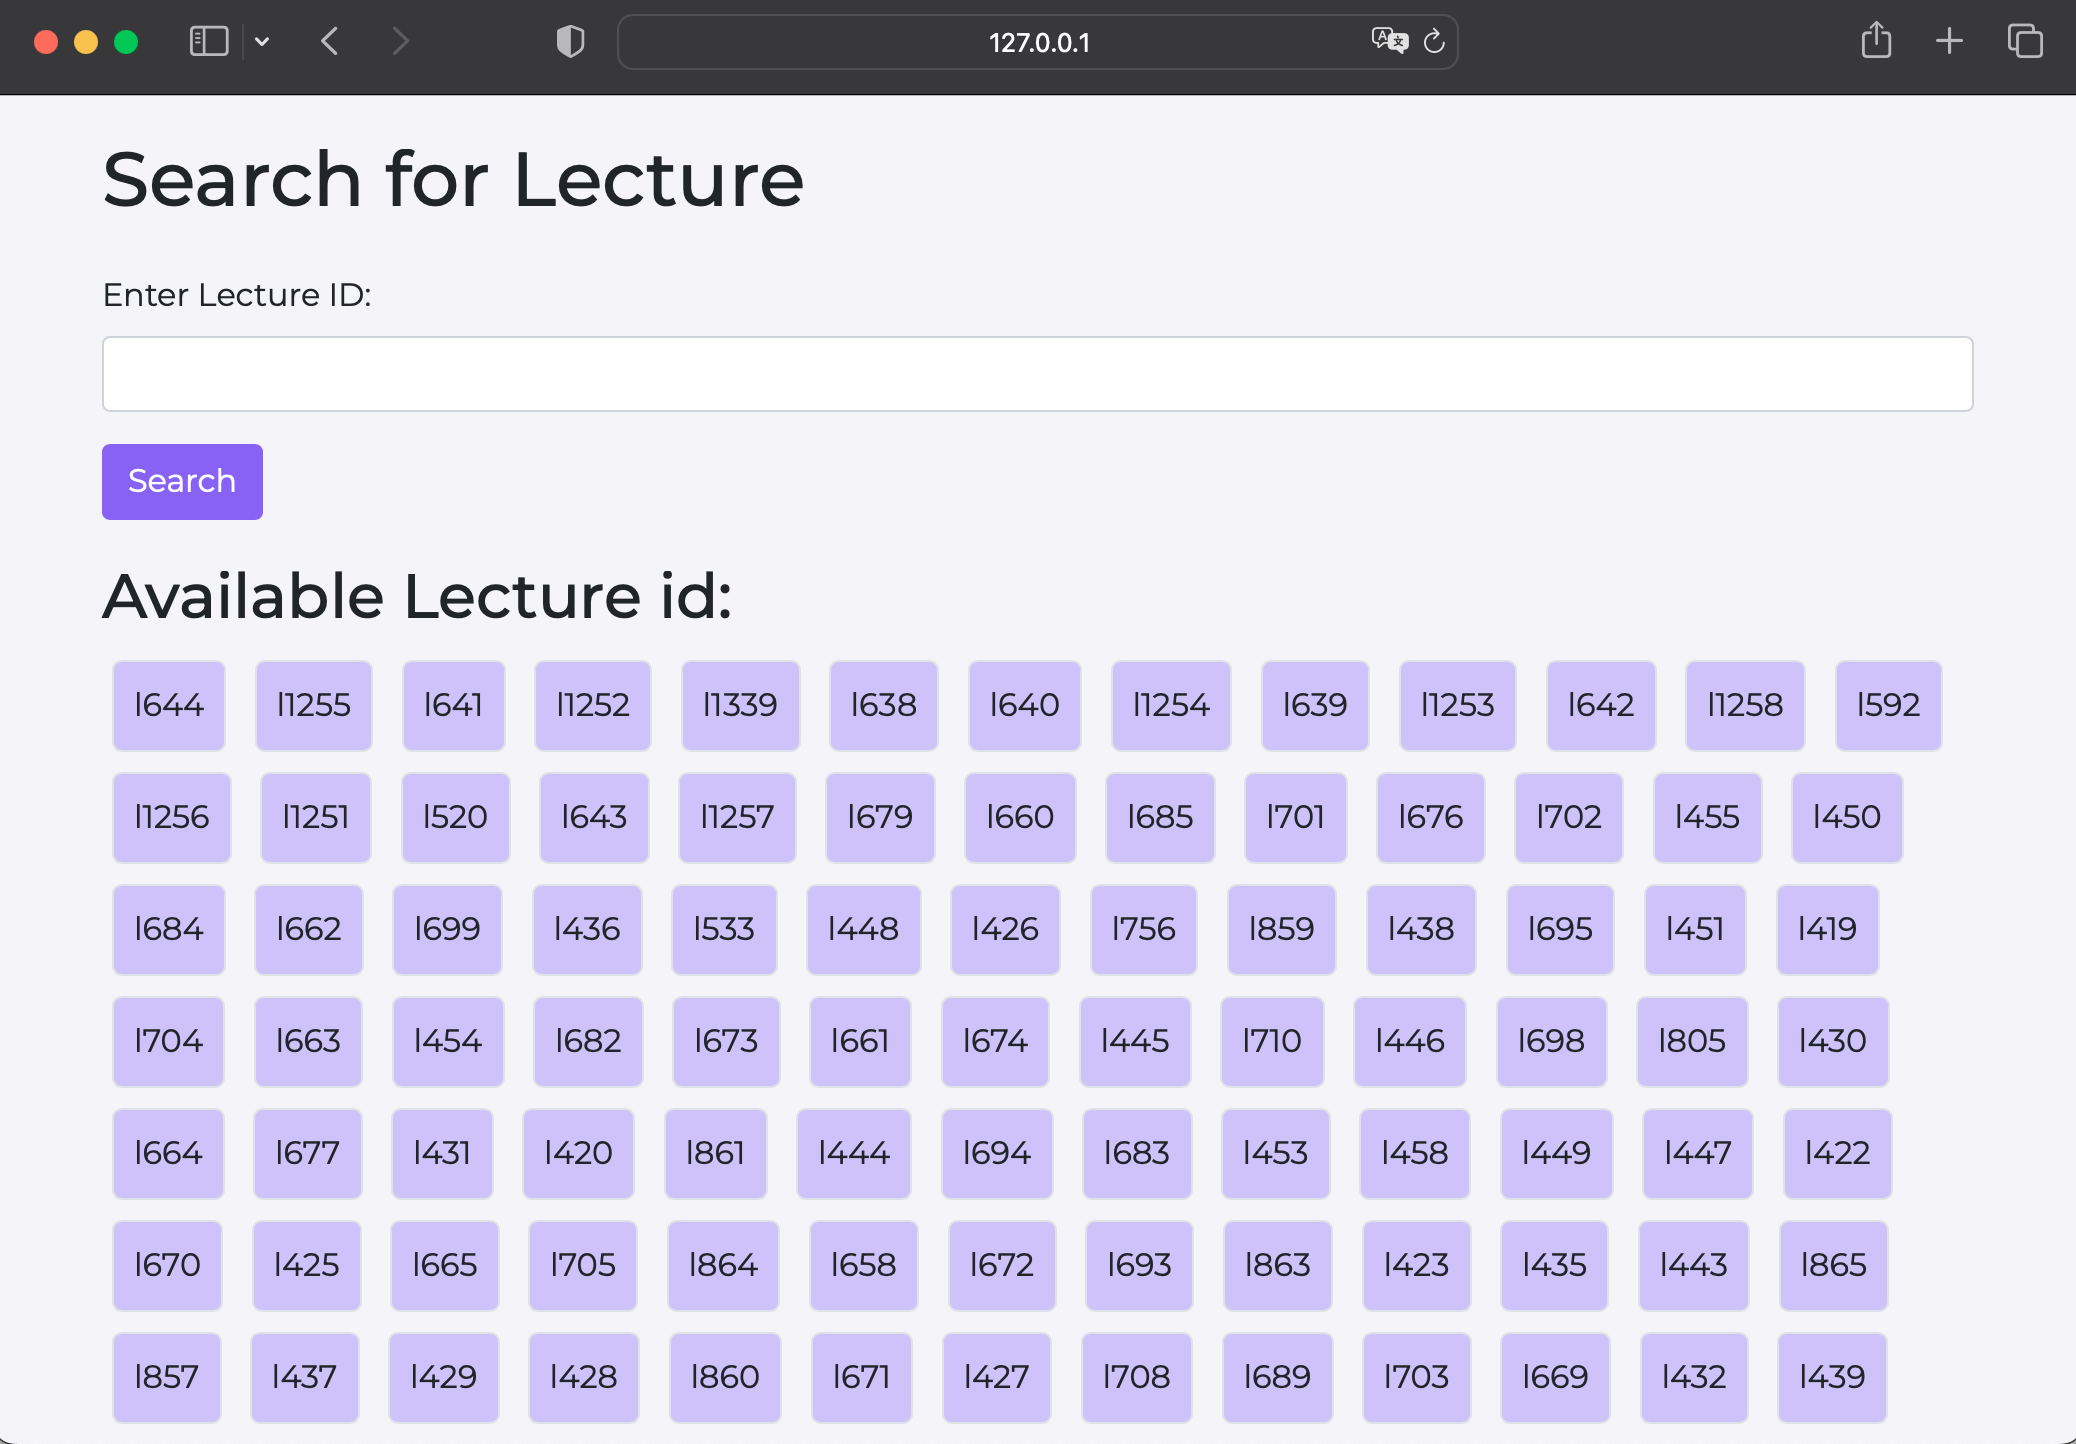 127.0.0.1
Search for Lecture
Enter Lecture ID:
Search
Available Lecture id:
l644 l1255 l641 l1252 l1339 l638 l640 l1254 l639 l1253 l642 l1258 l592
l1256 l1251 l520 l643 l1257 l679 l660 l685 l701 l676 l702 l455 l450
l684 l662 l699 l436 l533 l448 l426 l756 l859 l438 l695 l451 l419
l704 l663 l454 l682 l673 l661 l674 l445 l710 l446 l698 l805 l430
l664 l677 l431 l420 l861 l444 l694 l683 l453 l458 l449 l447 l422
l670 l425 l665 l705 l864 l658 l672 l693 l863 l423 l435 l443 l865
l857 l437 l429 l428 l860 l671 l427 l708 l689 l703 l669 l432 l439